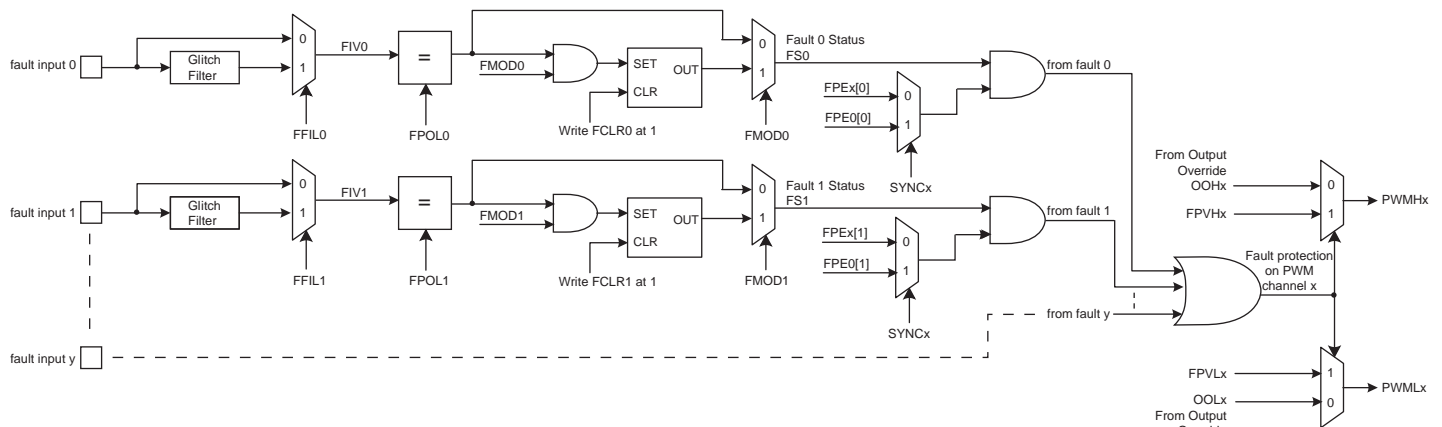 fault input 0
Glitch
Filter
0
1
FIV0
FFIL0
=
FPOL0
FMOD0
SET
OUT
CLR
Write FCLR0 at 1
0
1
FMOD0
Fault 0 Status
FS0
FPEx[0]
FPE0[0]
0
1
SYNCx
from fault 0
fault input 1
Glitch
Filter
0
1
FIV1
FFIL1
=
FPOL1
FMOD1
SET
OUT
CLR
Write FCLR1 at 1
0
1
FMOD1
Fault 1 Status
FS1
FPEx[1]
FPE0[1]
0
1
SYNCx
from fault 1
fault input y
from fault y
Fault protection
on PWM
channel x
From Output
Override
OOHx
FPVHx
0
1
PWMHx
FPVLx
OOLx
From Output
1
0
PWMLx